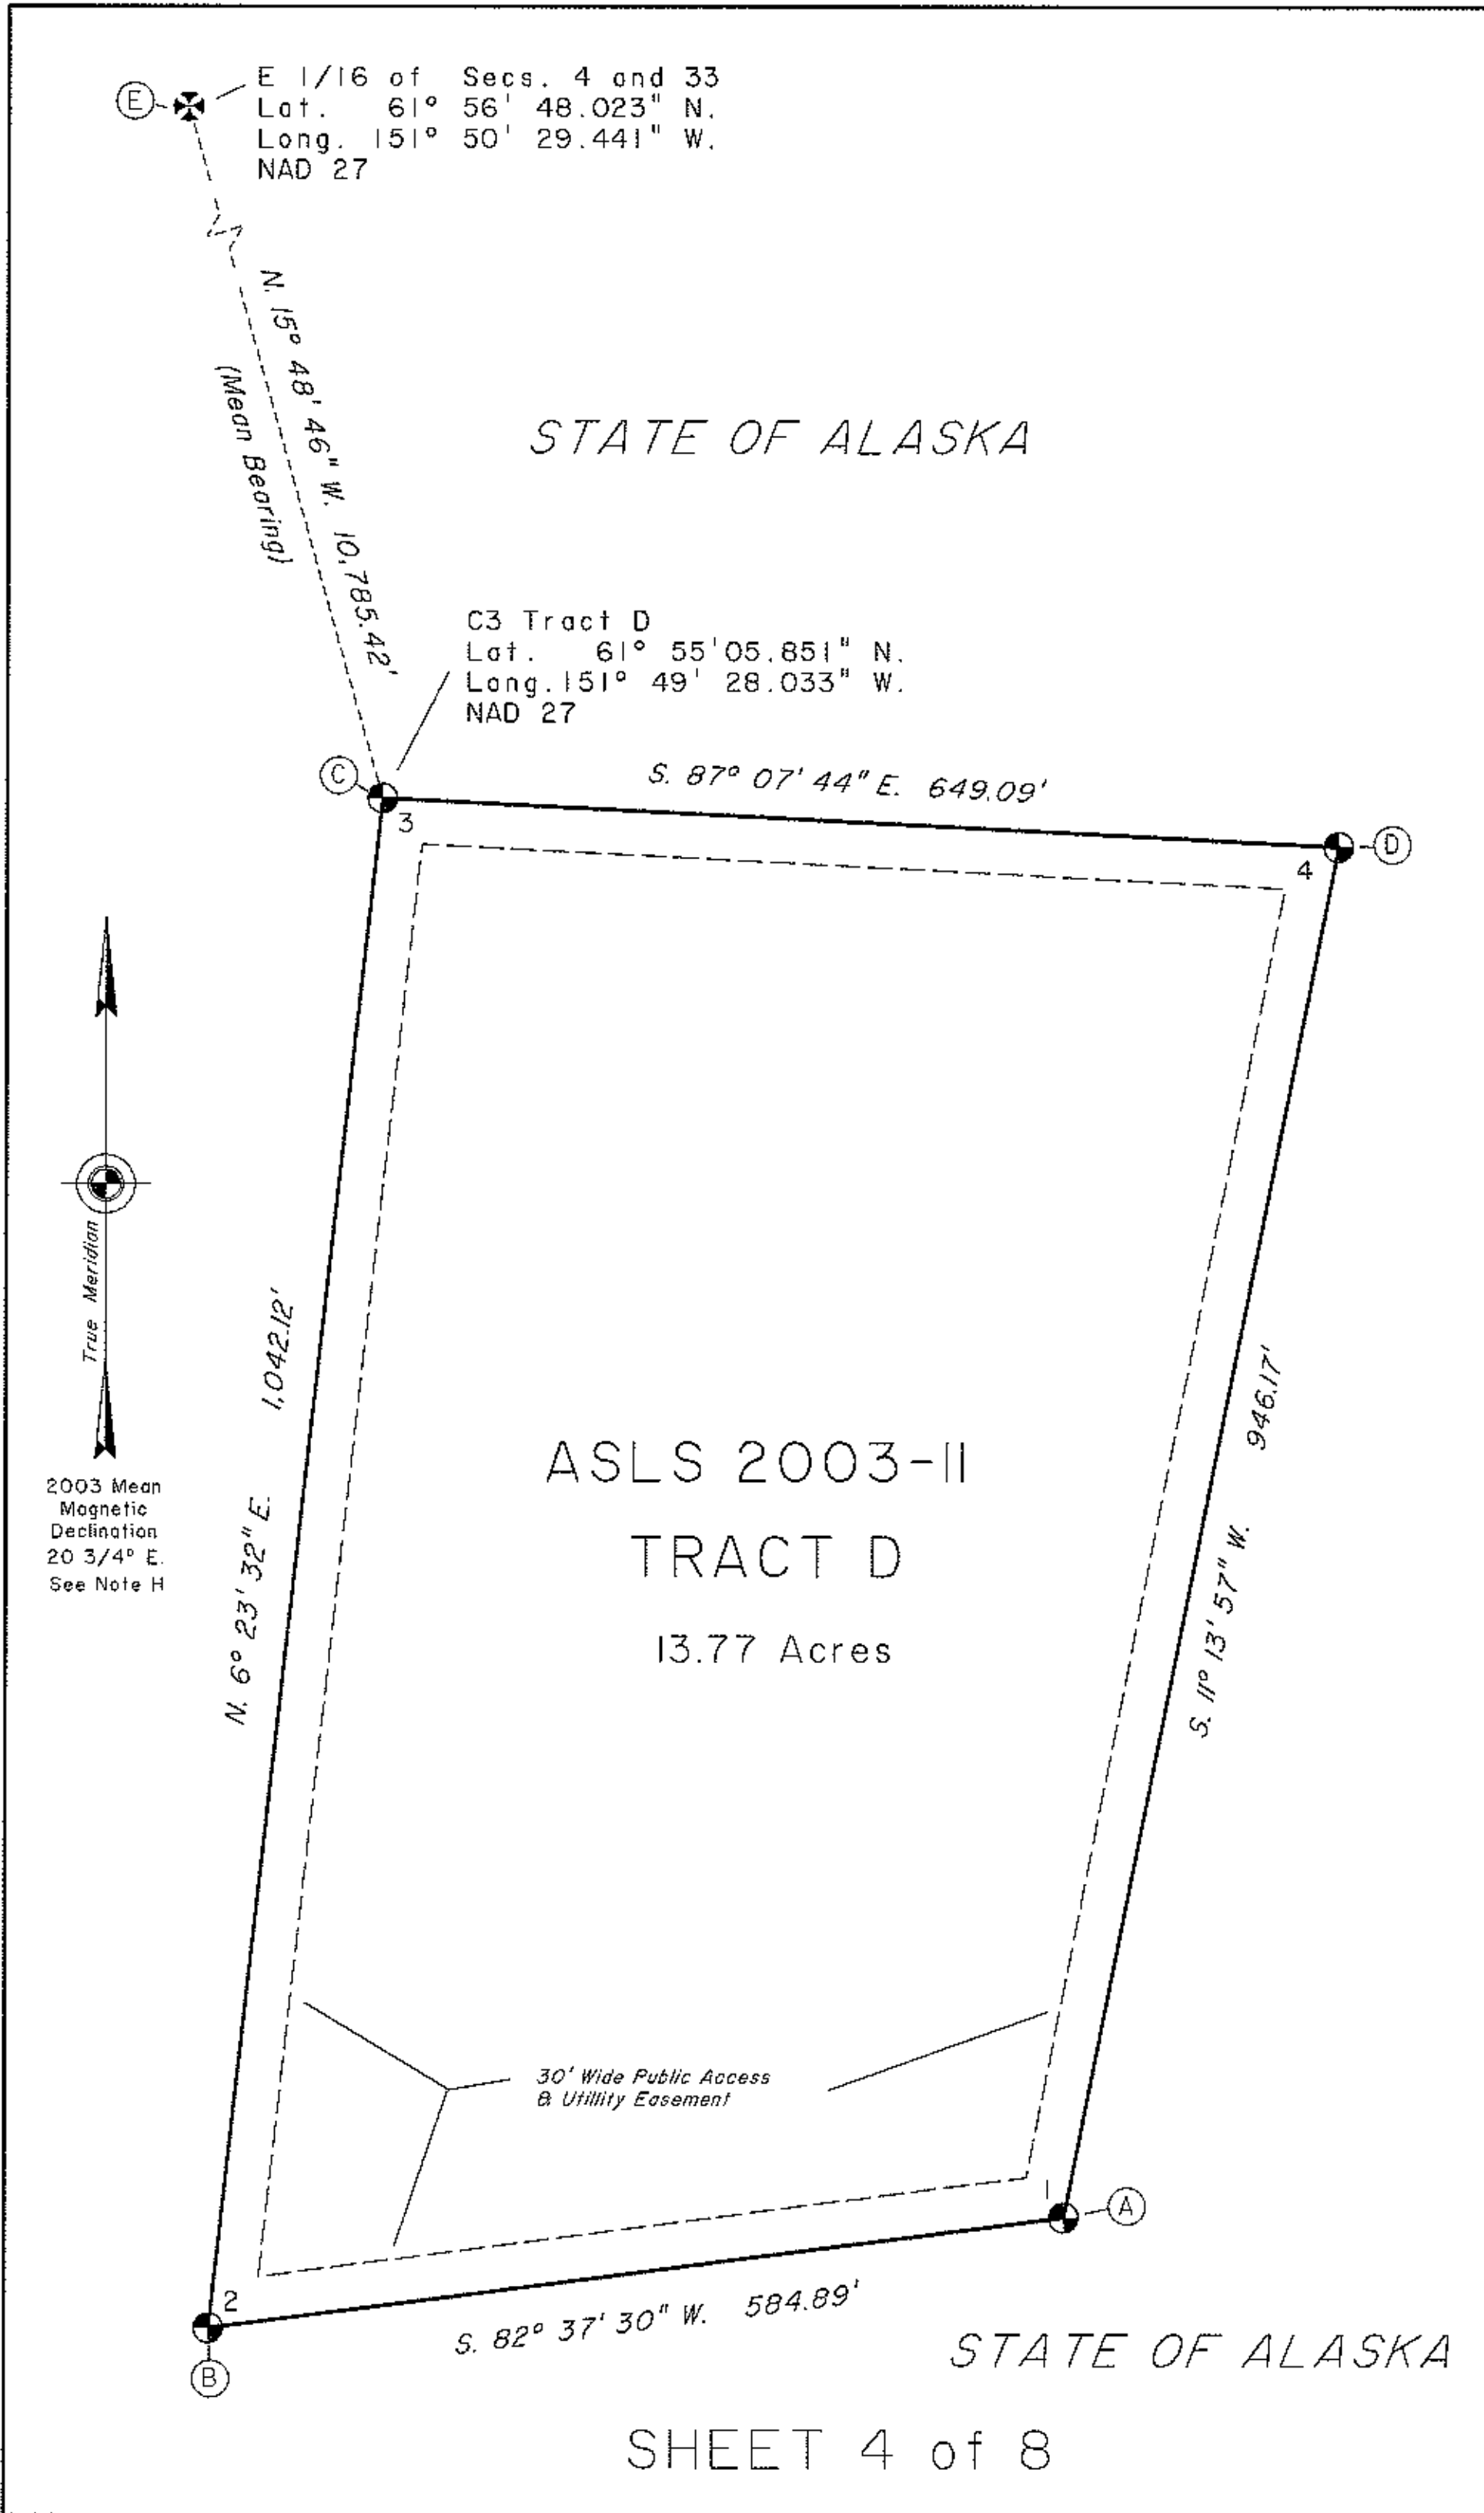 E 1/16 of Secs. 4 and 33
Lat. 61° 56' 48.023" N.
Long. 151° 50' 29.441" W.
NAD 27
E
N. 15° 48' 46" W. 10,785.42'
(Mean Bearing)
STATE OF ALASKA
C3 Tract D
Lat. 61° 55'05.851" N.
Long. 151° 49' 28.033" W.
NAD 27
C
3
S. 87° 07' 44" E. 649.09'
D
4
True Meridian
2003 Mean
Magnetic
Declination
20 3/4° E.
See Note H
N. 6° 23' 32" E. 1,042.12'
ASLS 2003-11
TRACT D
13.77 Acres
S. 11° 13' 57" W. 946.17'
30' Wide Public Access
& Utillity Easement
1
A
2
B
S. 82° 37' 30" W. 584.89'
STATE OF ALASKA
SHEET 4 of 8